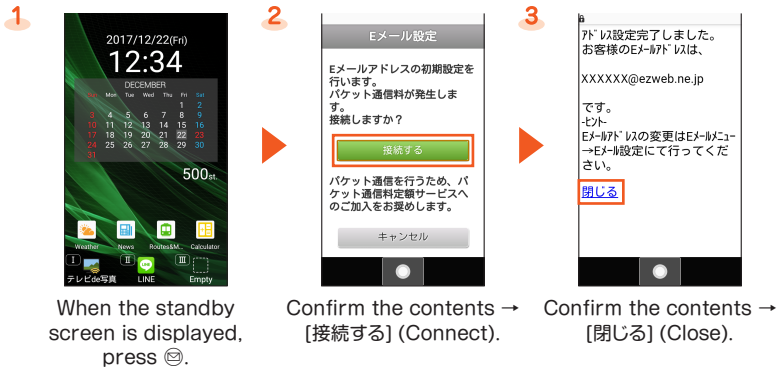 1
2017/12/22(Fri)
12:34
DECEMBER
Sun Mon Tue Wed Thu Fri Sat
1 2
3 4 5 6 7 8 9
10 11 12 13 14 15 16
17 18 19 20 21 22 23
24 25 26 27 28 29 30
31
500st.
Weather News Routes&M... Calculator
I II III
テレビde写真 LINE Empty
When the standby
screen is displayed,
press ✉.
2
Eメール設定
Eメールアドレスの初期設定を
行います。
パケット通信料が発生しま
す。
接続しますか？
接続する
パケット通信を行うため、パ
ケット通信料定額サービスへ
のご加入をお奨めします。
キャンセル
Confirm the contents →
[接続する] (Connect).
3
ｱﾄﾞﾚｽ設定完了しました。
お客様のEﾒｰﾙｱﾄﾞﾚｽは、
XXXXXX@ezweb.ne.jp
です。
-ﾋﾝﾄ-
Eﾒｰﾙｱﾄﾞﾚｽの変更はEﾒｰﾙﾒﾆｭｰ
→Eﾒｰﾙ設定にて行ってくだ
さい。
閉じる
Confirm the contents →
[閉じる] (Close).